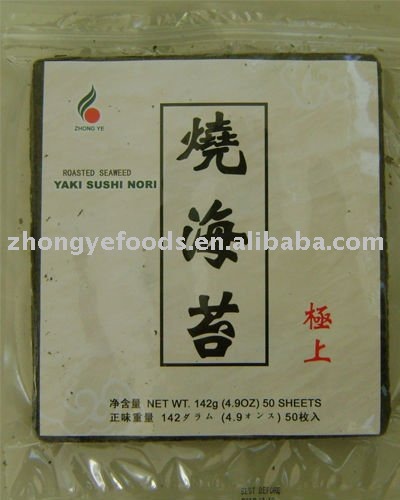 ZHONG YE
ROASTED SEAWEED
YAKI SUSHI NORI
燒海苔
zhongyefoods.en.alibaba.com
極上
净含量 NET WT. 142g (4.9OZ) 50 SHEETS
正味重量 142ダラム (4.9オンス) 50枚入
BEST BEFORE